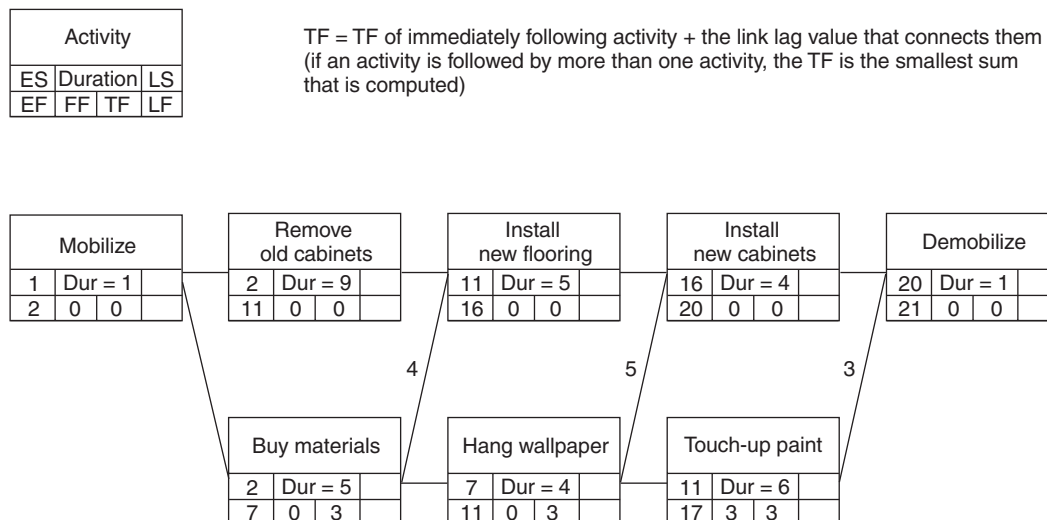 Activity
ES Duration LS
EF FF TF LF
TF = TF of immediately following activity + the link lag value that connects them
(if an activity is followed by more than one activity, the TF is the smallest sum
that is computed)
Mobilize
1 Dur = 1
2 0 0
Remove
old cabinets
2 Dur = 9
11 0 0
Install
new flooring
11 Dur = 5
16 0 0
Install
new cabinets
16 Dur = 4
20 0 0
Demobilize
20 Dur = 1
21 0 0
4
5
3
Buy materials
2 Dur = 5
7 0 3
Hang wallpaper
7 Dur = 4
11 0 3
Touch-up paint
11 Dur = 6
17 3 3